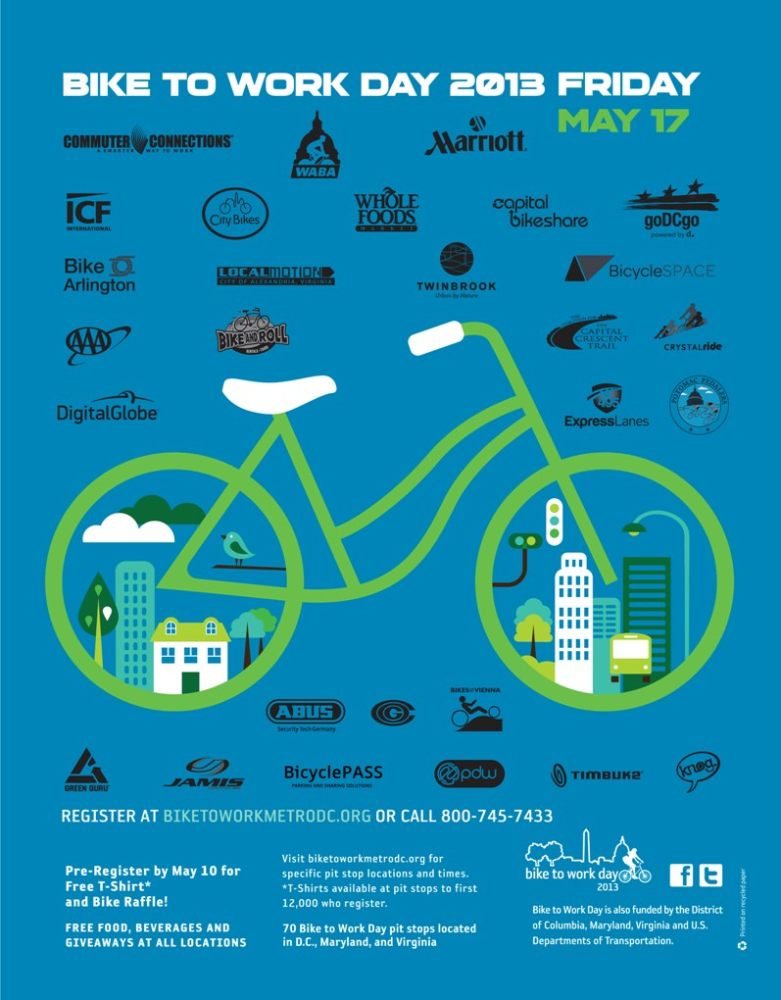 BIKE TO WORK DAY 2013 FRIDAY
MAY 17
COMMUTER CONNECTIONS
A SMARTER WAY TO WORK
WABA
Marriott
ICF
INTERNATIONAL
City Bikes
WHOLE
FOODS
MARKET
capital
bikeshare
goDCgo
powered by d.
Bike
Arlington
LOCALMOTION
CITY OF ALEXANDRIA, VIRGINIA
TWINBROOK
Urban by Nature
BicycleSPACE
AAA
BIKE AND ROLL
THE
CAPITAL
CRESCENT
TRAIL
CRYSTALride
DigitalGlobe
495
ExpressLanes
POTOMAC PEDALERS
ABUS
Security Tech Germany
BIKES@VIENNA
GREEN GURU
JAMIS
BicyclePASS
PARKING AND SHARING SOLUTIONS
pdw
TIMBUK2
knog.
REGISTER AT BIKETOWORKMETRODC.ORG OR CALL 800-745-7433
Pre-Register by May 10 for
Free T-Shirt*
and Bike Raffle!
FREE FOOD, BEVERAGES AND
GIVEAWAYS AT ALL LOCATIONS
Visit biketoworkmetrodc.org for
specific pit stop locations and times.
*T-Shirts available at pit stops to first
12,000 who register.
70 Bike to Work Day pit stops located
in D.C., Maryland, and Virginia
bike to work day
2013
Bike to Work Day is also funded by the District
of Columbia, Maryland, Virginia and U.S.
Departments of Transportation.
Printed on recycled paper